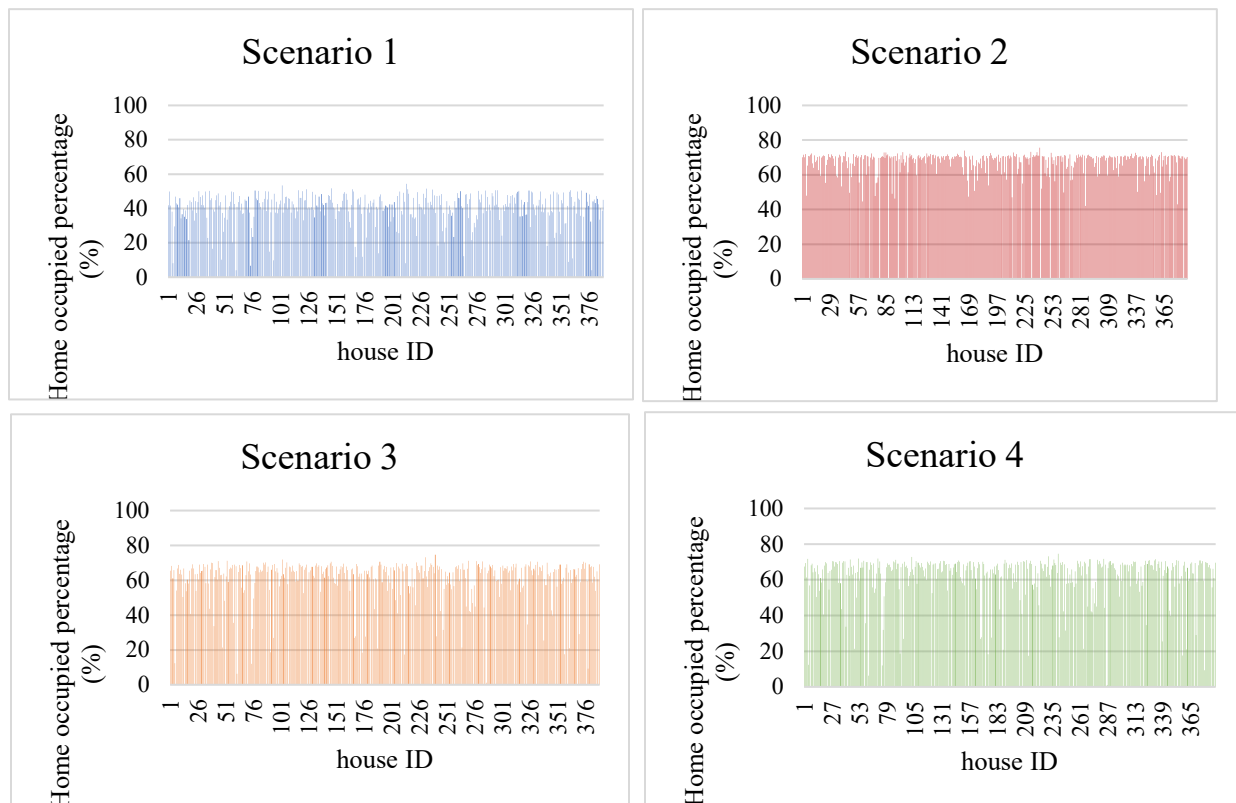 Scenario 1
Home occupied percentage
(%)
100
80
60
40
20
0
1 26 51 76 101 126 151 176 201 226 251 276 301 326 351 376
house ID
Scenario 2
Home occupied percentage
(%)
100
80
60
40
20
0
1 29 57 85 113 141 169 197 225 253 281 309 337 365
house ID
Scenario 3
Home occupied percentage
(%)
100
80
60
40
20
0
1 26 51 76 101 126 151 176 201 226 251 276 301 326 351 376
house ID
Scenario 4
Home occupied percentage
(%)
100
80
60
40
20
0
1 27 53 79 105 131 157 183 209 235 261 287 313 339 365
house ID